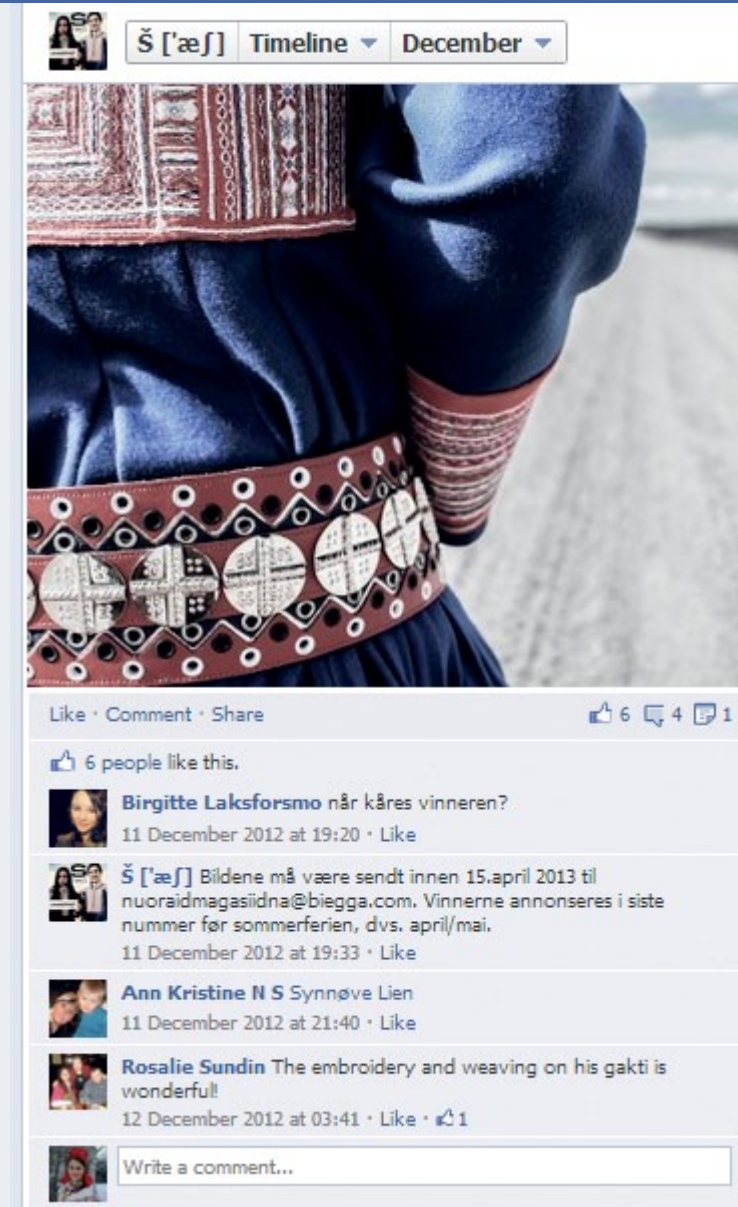 Š ['æʃ] Timeline December
Like · Comment · Share 6 4 1
6 people like this.
Birgitte Laksforsmo når kåres vinneren?
11 December 2012 at 19:20 · Like
Š ['æʃ] Bildene må være sendt innen 15.april 2013 til
nuoraidmagasiidna@biegga.com. Vinnerne annonseres i siste
nummer før sommerferien, dvs. april/mai.
11 December 2012 at 19:33 · Like
Ann Kristine N S Synnøve Lien
11 December 2012 at 21:40 · Like
Rosalie Sundin The embroidery and weaving on his gakti is
wonderful!
12 December 2012 at 03:41 · Like · 1
Write a comment...